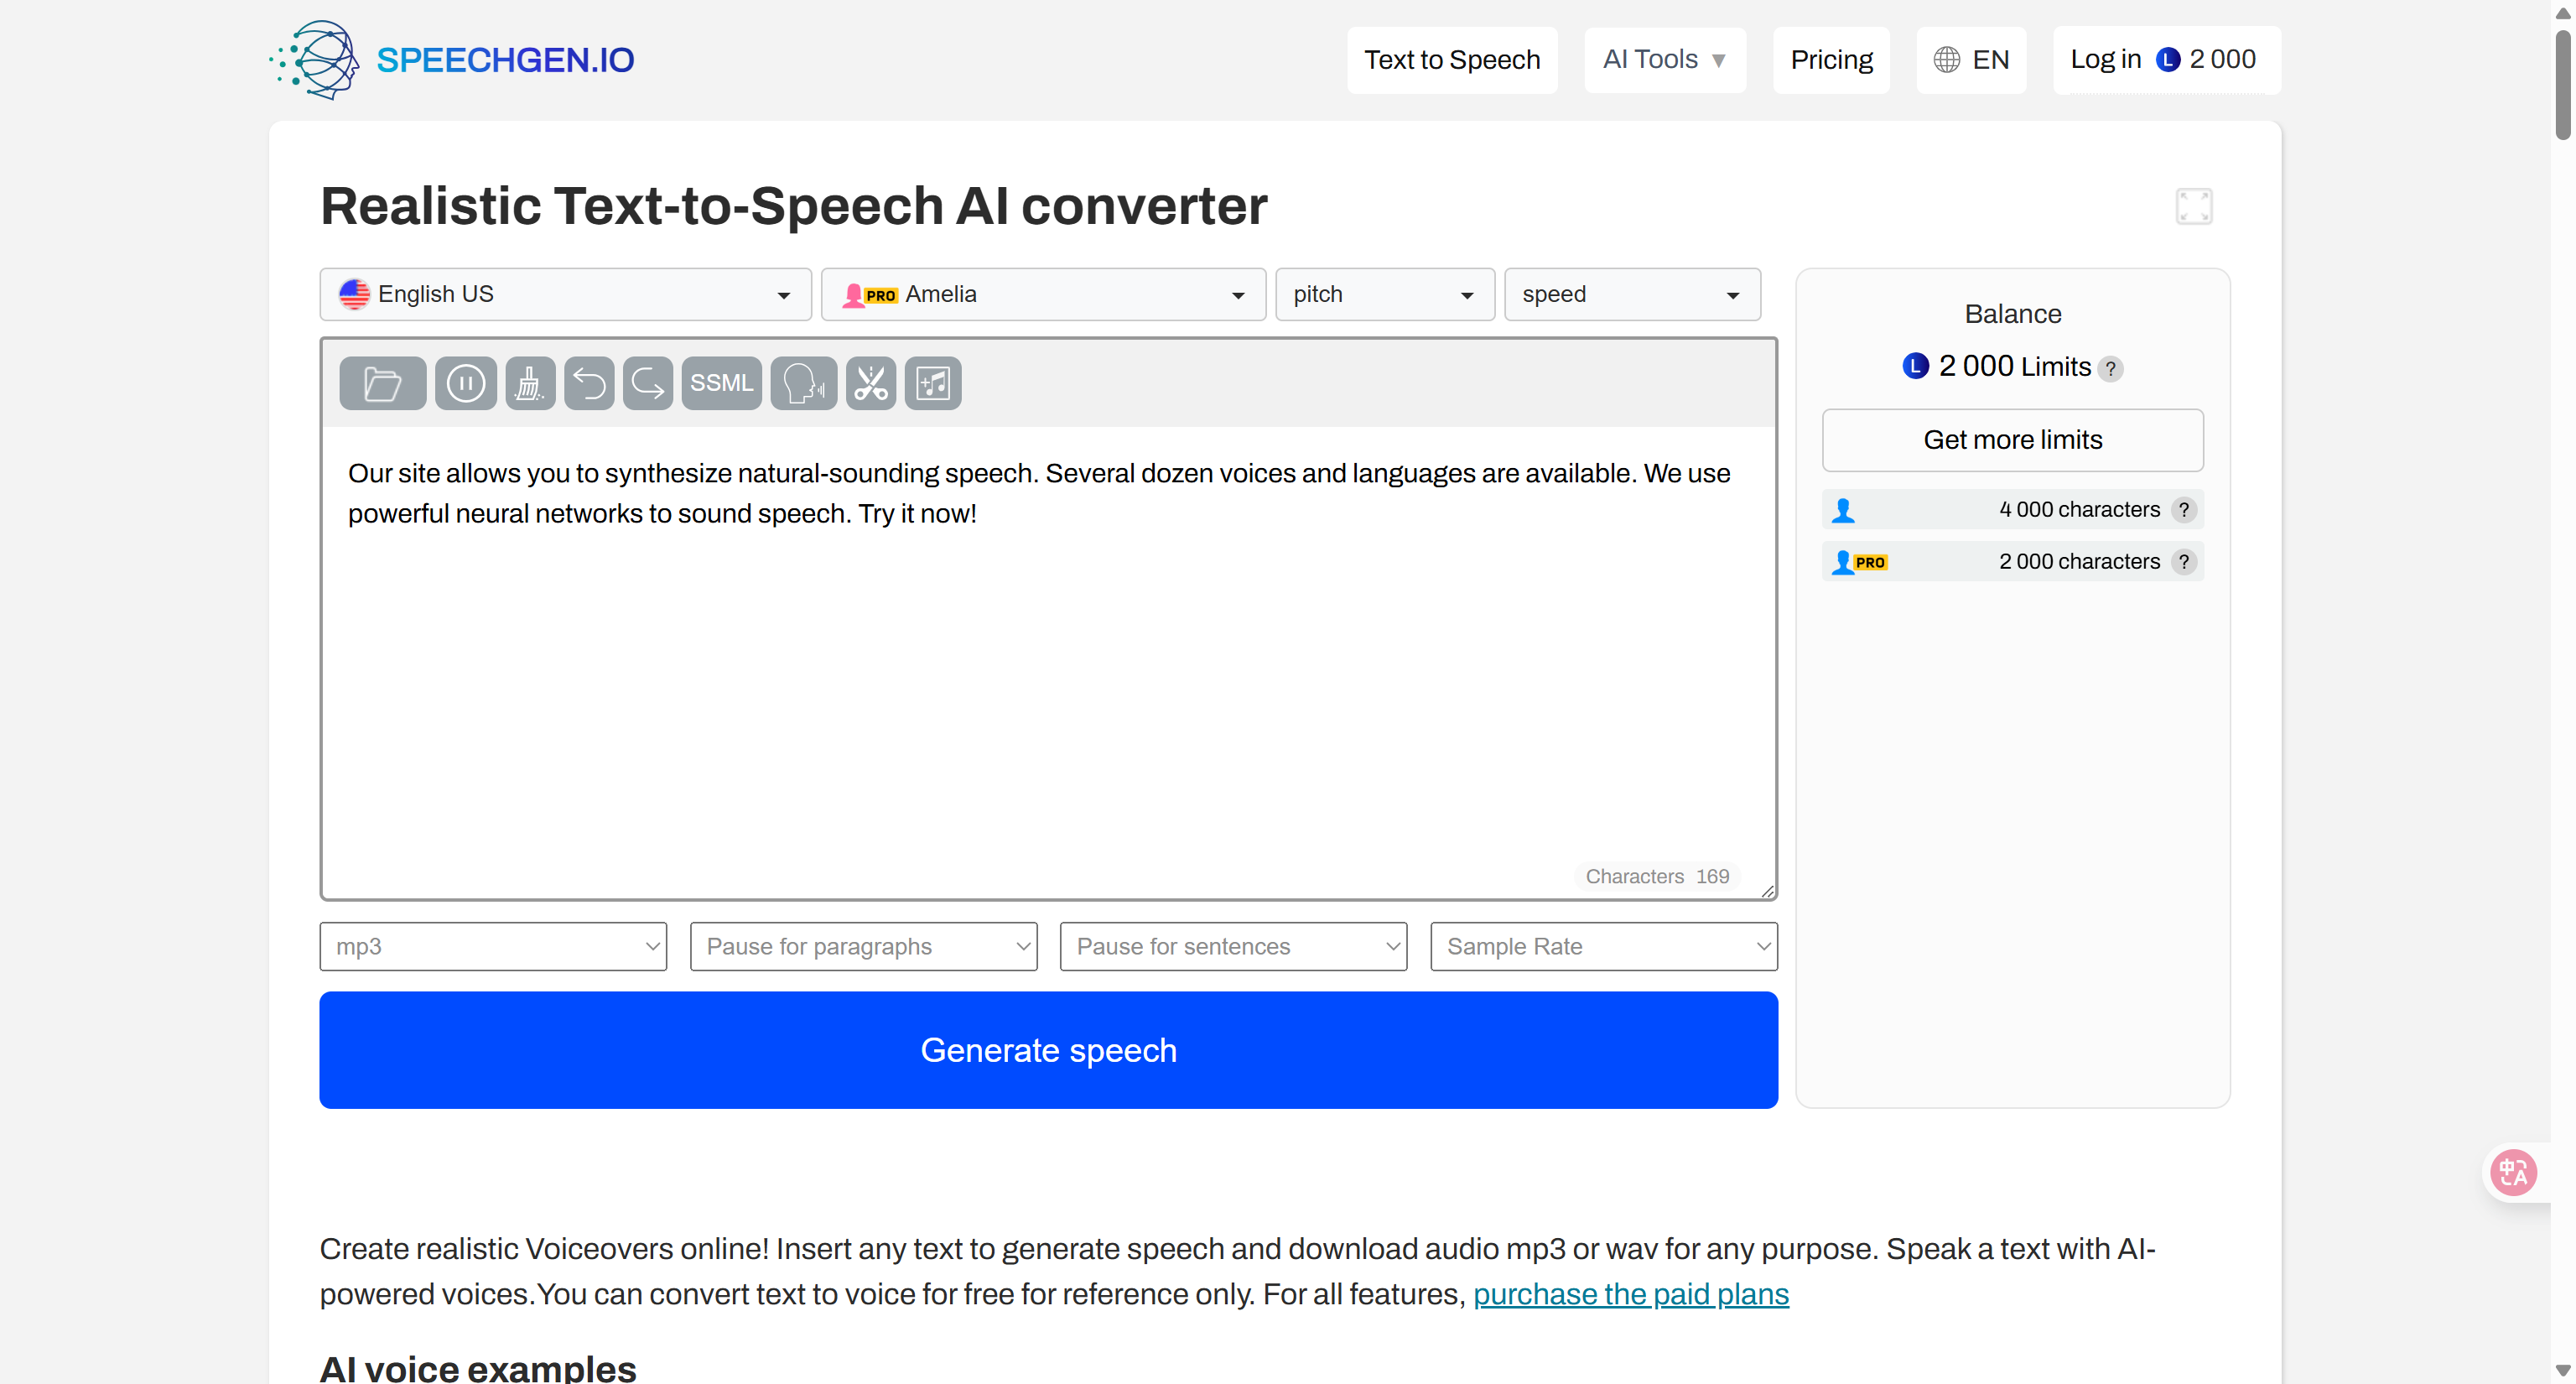 SPEECHGEN.IO
Text to Speech
AI Tools ▼
Pricing
EN
Log in L 2 000
Realistic Text-to-Speech AI converter
English US
PRO Amelia
pitch
speed
SSML
Our site allows you to synthesize natural-sounding speech. Several dozen voices and languages are available. We use
powerful neural networks to sound speech. Try it now!
Characters 169
mp3
Pause for paragraphs
Pause for sentences
Sample Rate
Generate speech
Balance
L 2 000 Limits ?
Get more limits
4 000 characters ?
PRO 2 000 characters ?
中 A
Create realistic Voiceovers online! Insert any text to generate speech and download audio mp3 or wav for any purpose. Speak a text with AI-
powered voices.You can convert text to voice for free for reference only. For all features, purchase the paid plans
AI voice examples